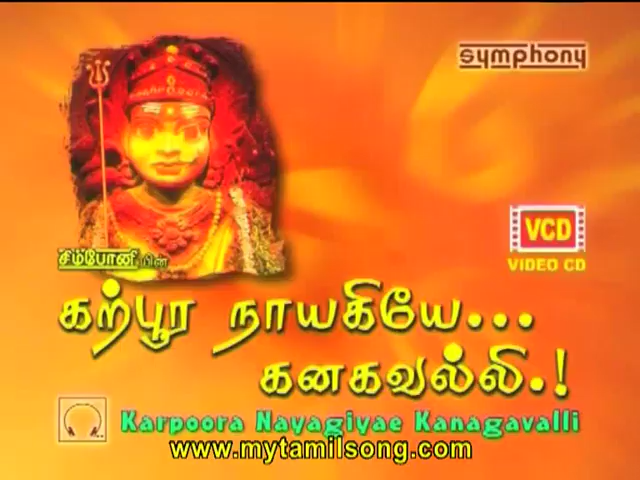 symphony
VCD
VIDEO CD
சிம்போனியின்
கற்பூர நாயகியே...
கனகவல்லி.!
Karpoora Nayagiyae Kanagavalli
www.mytamilsong.com